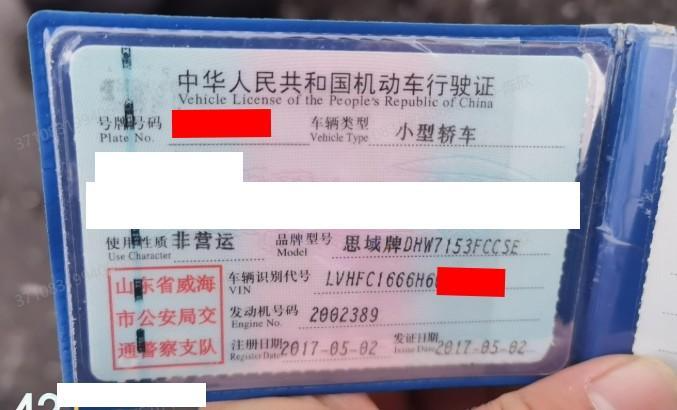 中华人民共和国机动车行驶证
Vehicle License of the People's Republic of China
号牌号码 车辆类型 小型轿车
Plate No. Vehicle Type
使用性质 非营运 品牌型号 思域牌DHW7153FCCSE
Use Character Model
山东省威海 车辆识别代号 LVHFC1666H6
VIN
市公安局交 发动机号码 2002389
Engine No.
通警察支队 注册日期 2017-05-02 发证日期 2017-05-02
Register Date Issue Date
42